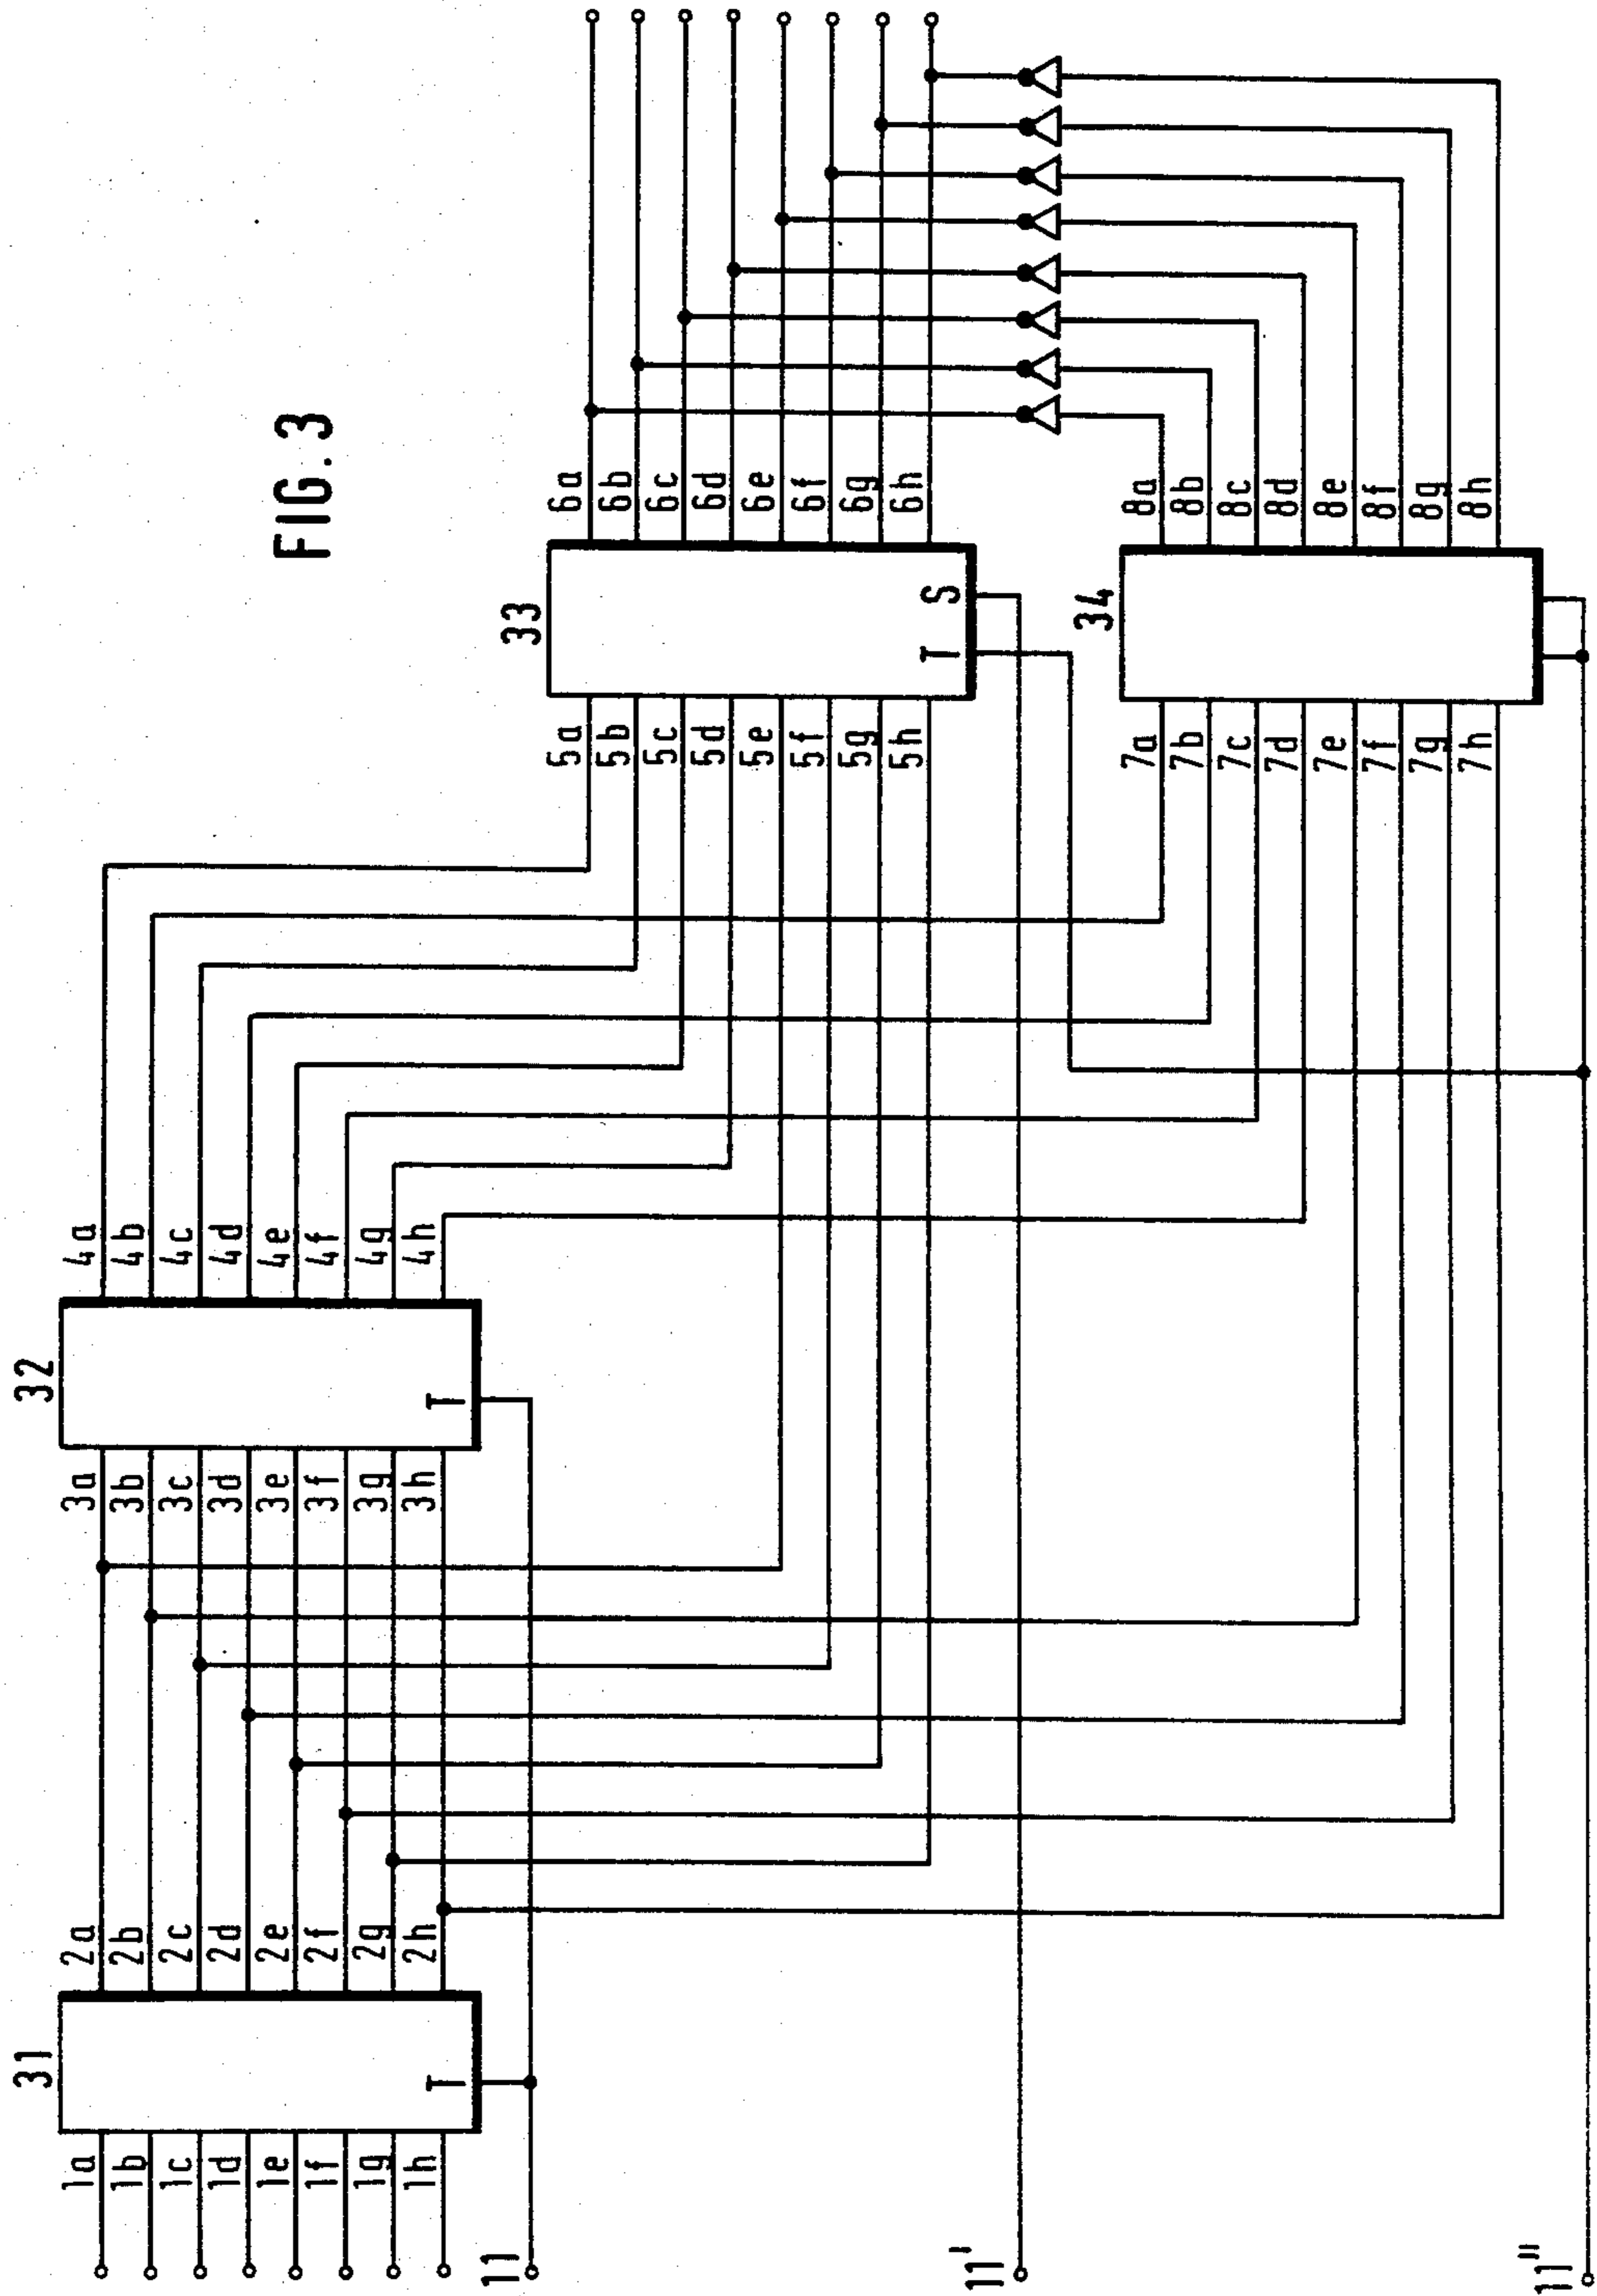 FIG. 3
31
1a
1b
1c
1d
1e
1f
1g
1h
T
2a
2b
2c
2d
2e
2f
2g
2h
32
3a
3b
3c
3d
3e
3f
3g
3h
T
4a
4b
4c
4d
4e
4f
4g
4h
33
5a
5b
5c
5d
5e
5f
5g
5h
T S
6a
6b
6c
6d
6e
6f
6g
6h
34
7a
7b
7c
7d
7e
7f
7g
7h
8a
8b
8c
8d
8e
8f
8g
8h
11
11'
11"